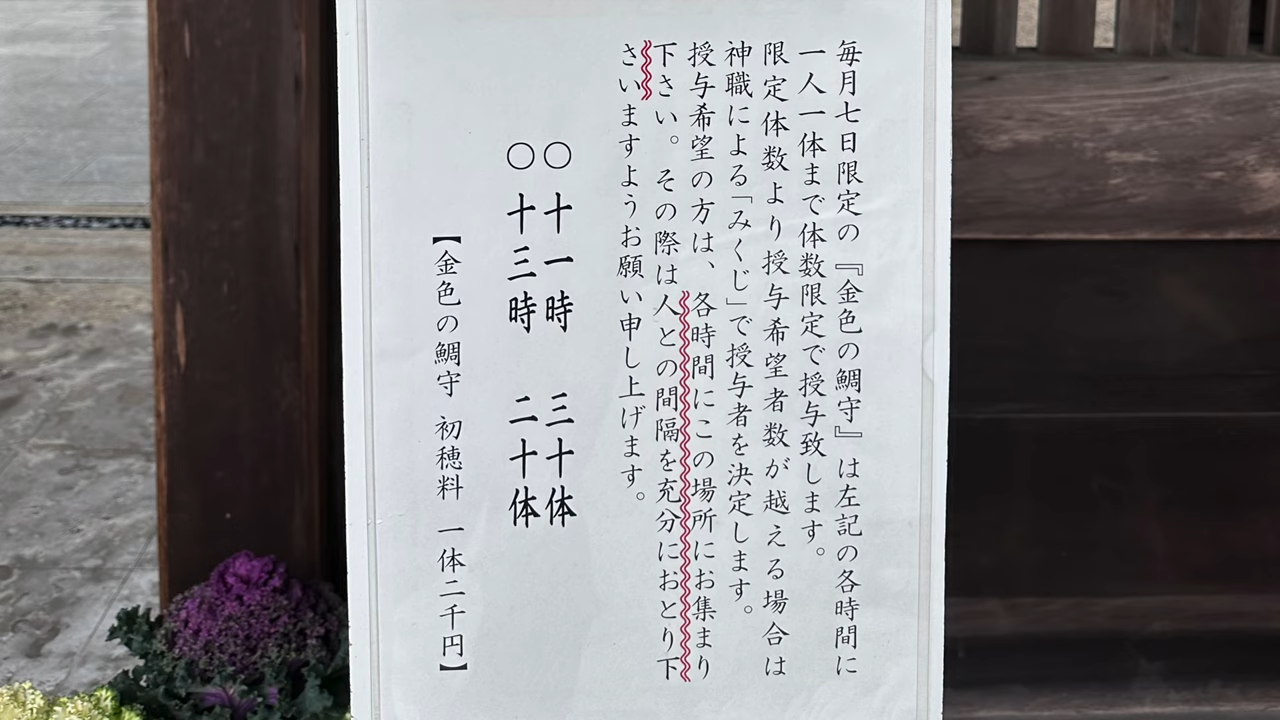 毎月七日限定の『金色の鯛守』は左記の各時間に
一人一体まで体数限定で授与致します。
限定体数より授与希望者数が越える場合は
神職による「みくじ」で授与者を決定します。
授与希望の方は、各時間にこの場所にお集まり
下さい。その際は人との間隔を充分におとり下
さいますようお願い申し上げます。
〇 十一時 三十体
〇 十三時 二十体
【金色の鯛守 初穂料 一体二千円】